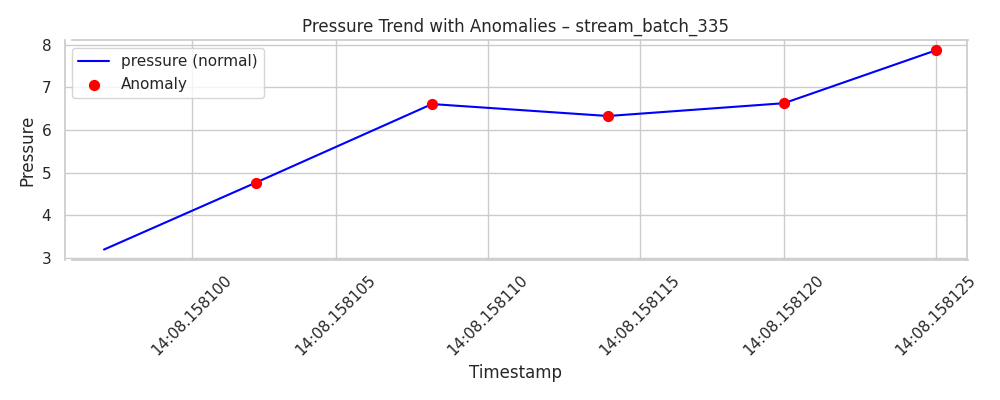 Pressure Trend with Anomalies – stream_batch_335
pressure (normal)
Anomaly
Pressure
8
7
6
5
4
3
14:08.158100
14:08.158105
14:08.158110
14:08.158115
14:08.158120
14:08.158125
Timestamp